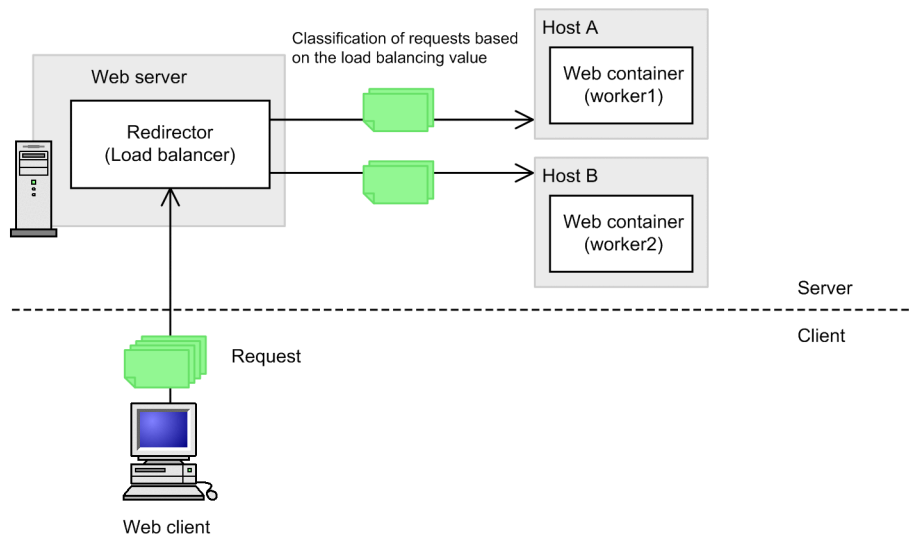 Classification of requests based
on the load balancing value
Host A
Web container
(worker1)
Web server
Redirector
(Load balancer)
Host B
Web container
(worker2)
Server
Client
Request
Web client